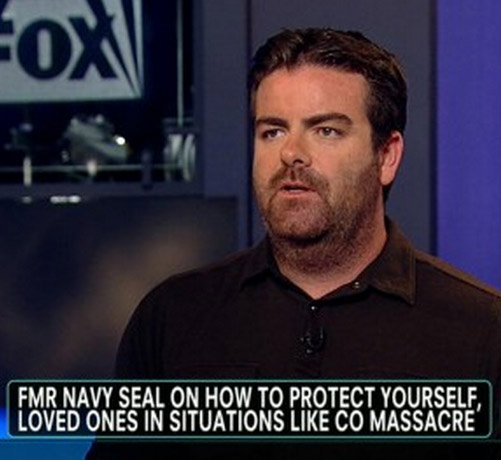 FOX
FMR NAVY SEAL ON HOW TO PROTECT YOURSELF,
LOVED ONES IN SITUATIONS LIKE CO MASSACRE